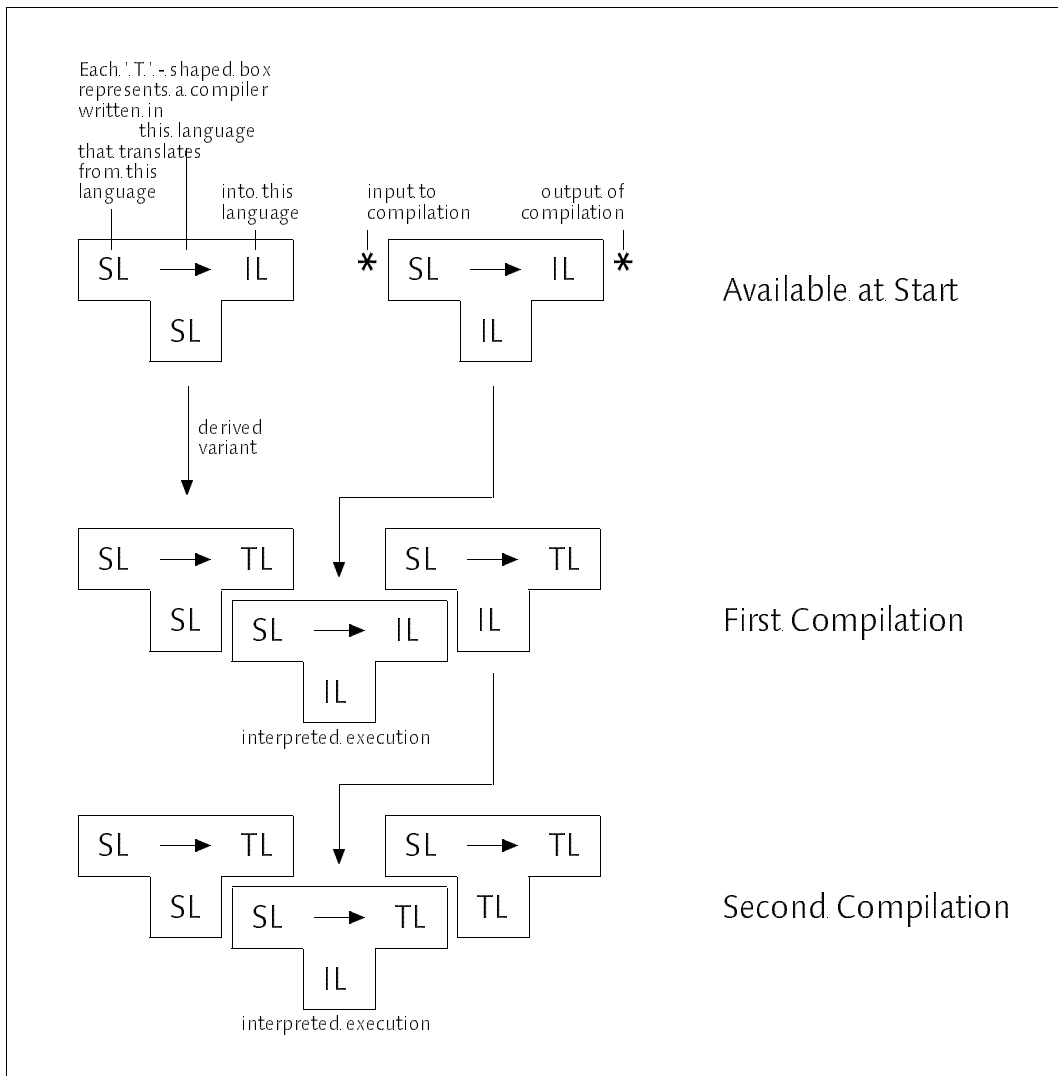 Each 'T' - shaped box
represents a compiler
written in
this language
that translates
from this
language
into this
language
input to
compilation
output of
compilation
SL → IL
SL
* SL → IL *
IL
Available at Start
derived
variant
SL → TL
SL
SL → IL
IL
SL → TL
IL
First Compilation
interpreted execution
SL → TL
SL
SL → TL
IL
SL → TL
TL
Second Compilation
interpreted execution